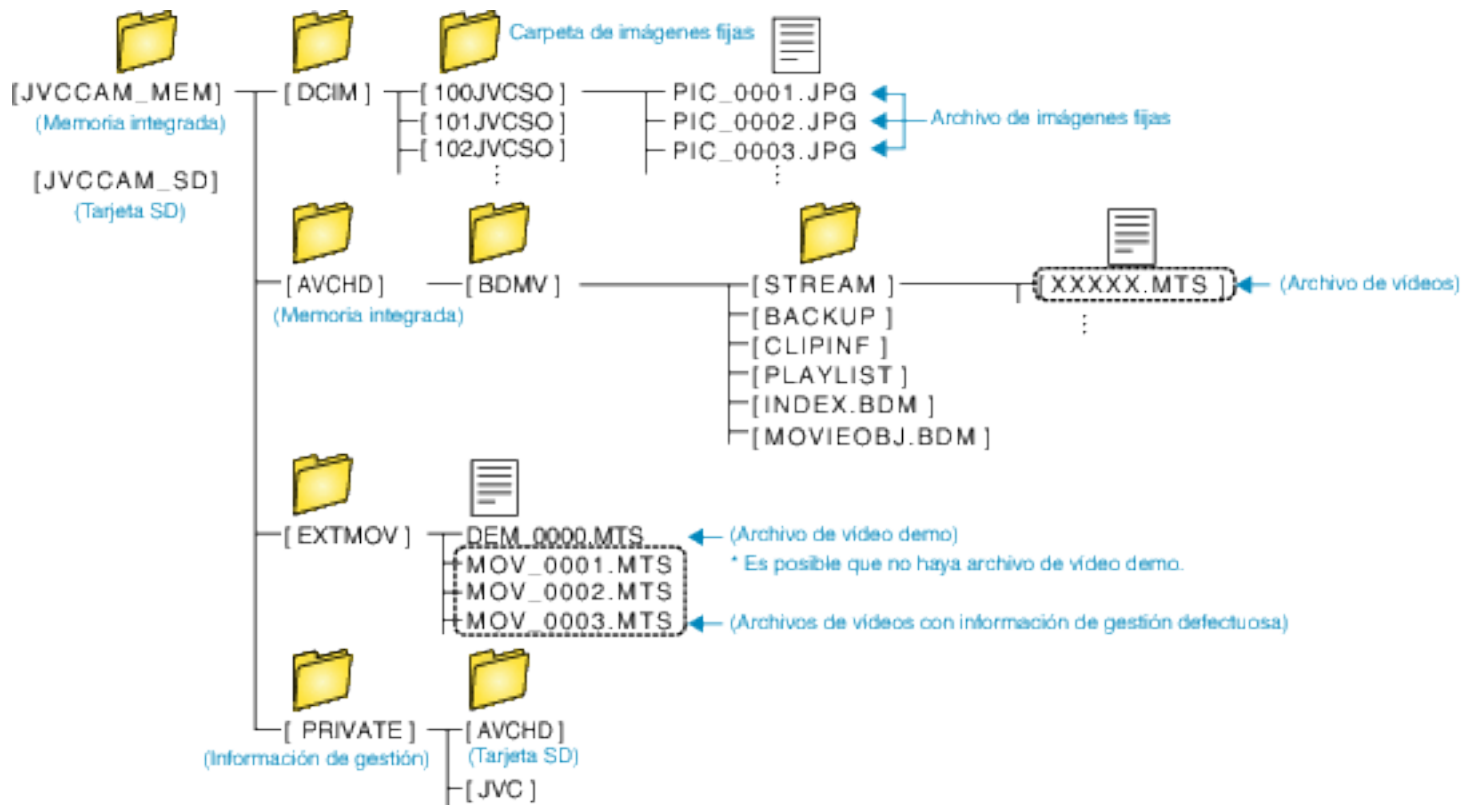 Carpeta de imágenes fijas
[JVCCAM_MEM] [DCIM] [100JVCSO] PIC_0001.JPG
(Memoria integrada) [101JVCSO] PIC_0002.JPG Archivo de imágenes fijas
[102JVCSO] PIC_0003.JPG
[JVCCAM_SD]
(Tarjeta SD)
[AVCHD] [BDMV] [STREAM] [XXXXX.MTS] (Archivo de vídeos)
(Memoria integrada) [BACKUP]
[CLIPINF]
[PLAYLIST]
[INDEX.BDM]
[MOVIEOBJ.BDM]
[EXTMOV] DEM_0000.MTS (Archivo de vídeo demo)
MOV_0001.MTS * Es posible que no haya archivo de vídeo demo.
MOV_0002.MTS
MOV_0003.MTS (Archivos de vídeos con información de gestión defectuosa)
[PRIVATE] [AVCHD]
(Información de gestión) (Tarjeta SD)
[JVC]